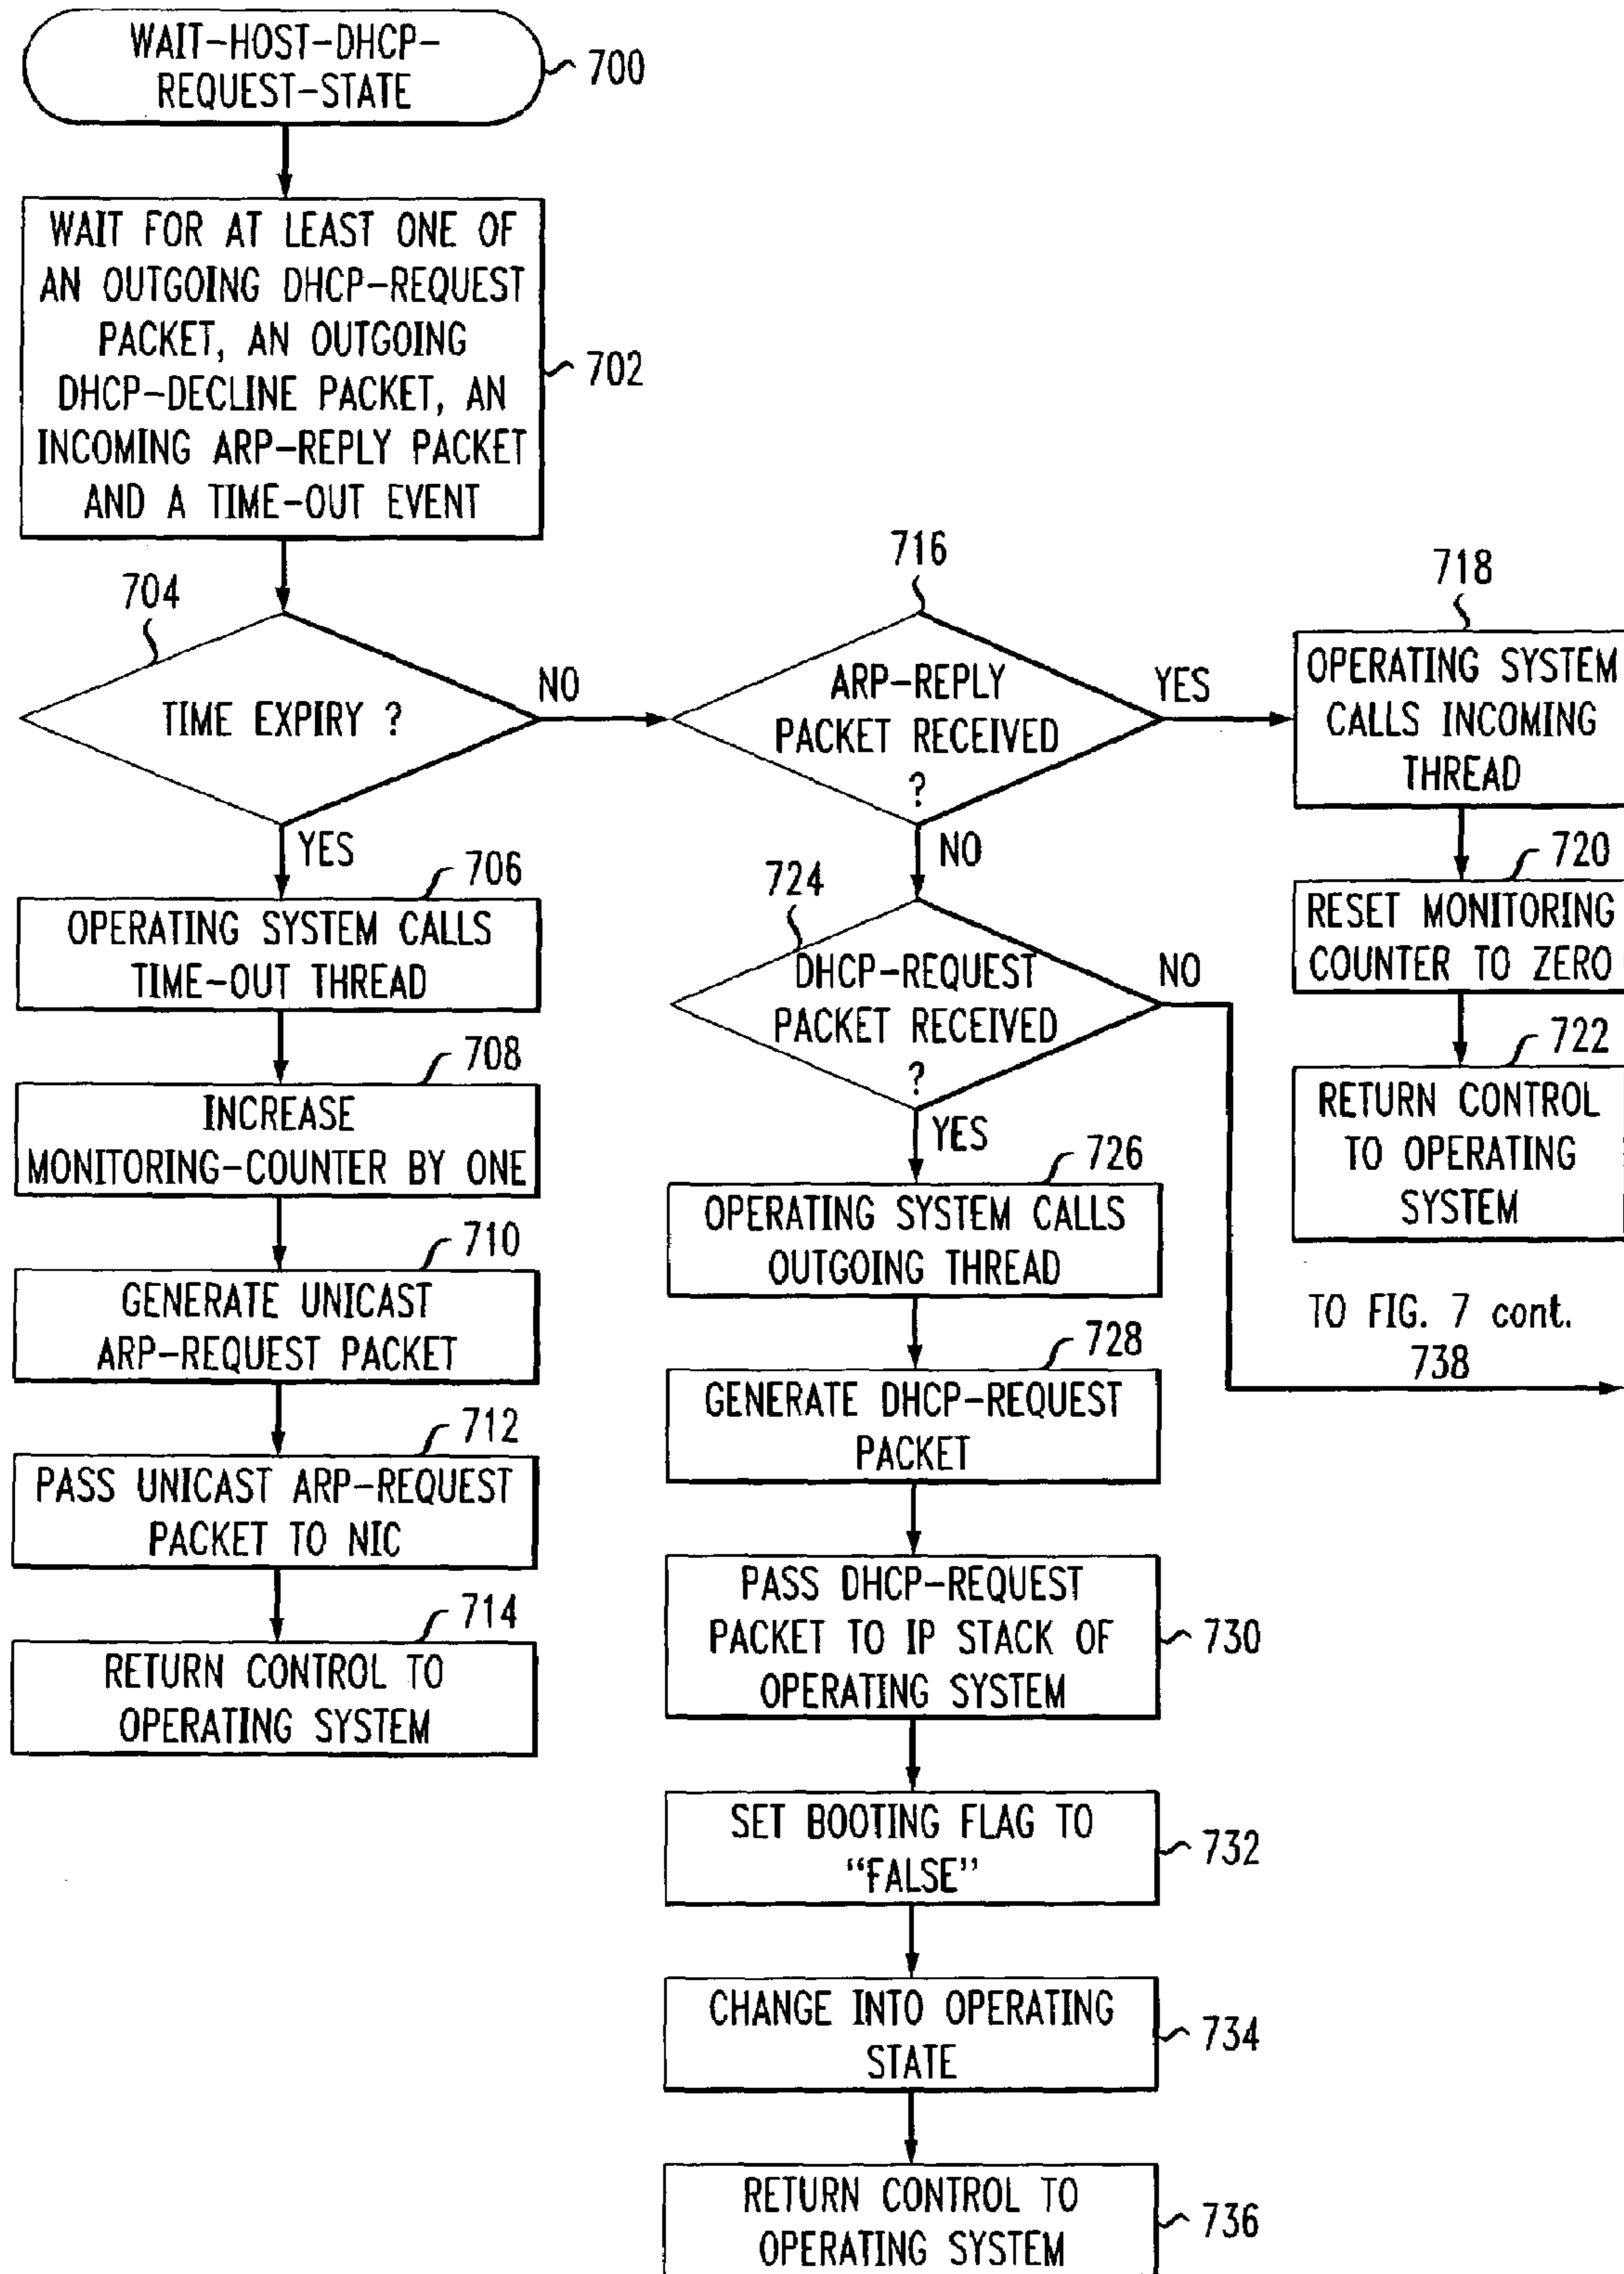 WAIT-HOST-DHCP-
REQUEST-STATE
700
WAIT FOR AT LEAST ONE OF
AN OUTGOING DHCP-REQUEST
PACKET, AN OUTGOING
DHCP-DECLINE PACKET, AN
INCOMING ARP-REPLY PACKET
AND A TIME-OUT EVENT
702
704
TIME EXPIRY ?
NO
YES
706
OPERATING SYSTEM CALLS
TIME-OUT THREAD
708
INCREASE
MONITORING-COUNTER BY ONE
710
GENERATE UNICAST
ARP-REQUEST PACKET
712
PASS UNICAST ARP-REQUEST
PACKET TO NIC
714
RETURN CONTROL TO
OPERATING SYSTEM
716
ARP-REPLY
PACKET RECEIVED
?
YES
NO
718
OPERATING SYSTEM
CALLS INCOMING
THREAD
720
RESET MONITORING
COUNTER TO ZERO
722
RETURN CONTROL
TO OPERATING
SYSTEM
724
DHCP-REQUEST
PACKET RECEIVED
?
NO
YES
TO FIG. 7 cont.
738
726
OPERATING SYSTEM CALLS
OUTGOING THREAD
728
GENERATE DHCP-REQUEST
PACKET
PASS DHCP-REQUEST
PACKET TO IP STACK OF
OPERATING SYSTEM
730
SET BOOTING FLAG TO
“FALSE”
732
CHANGE INTO OPERATING
STATE
734
RETURN CONTROL TO
OPERATING SYSTEM
736